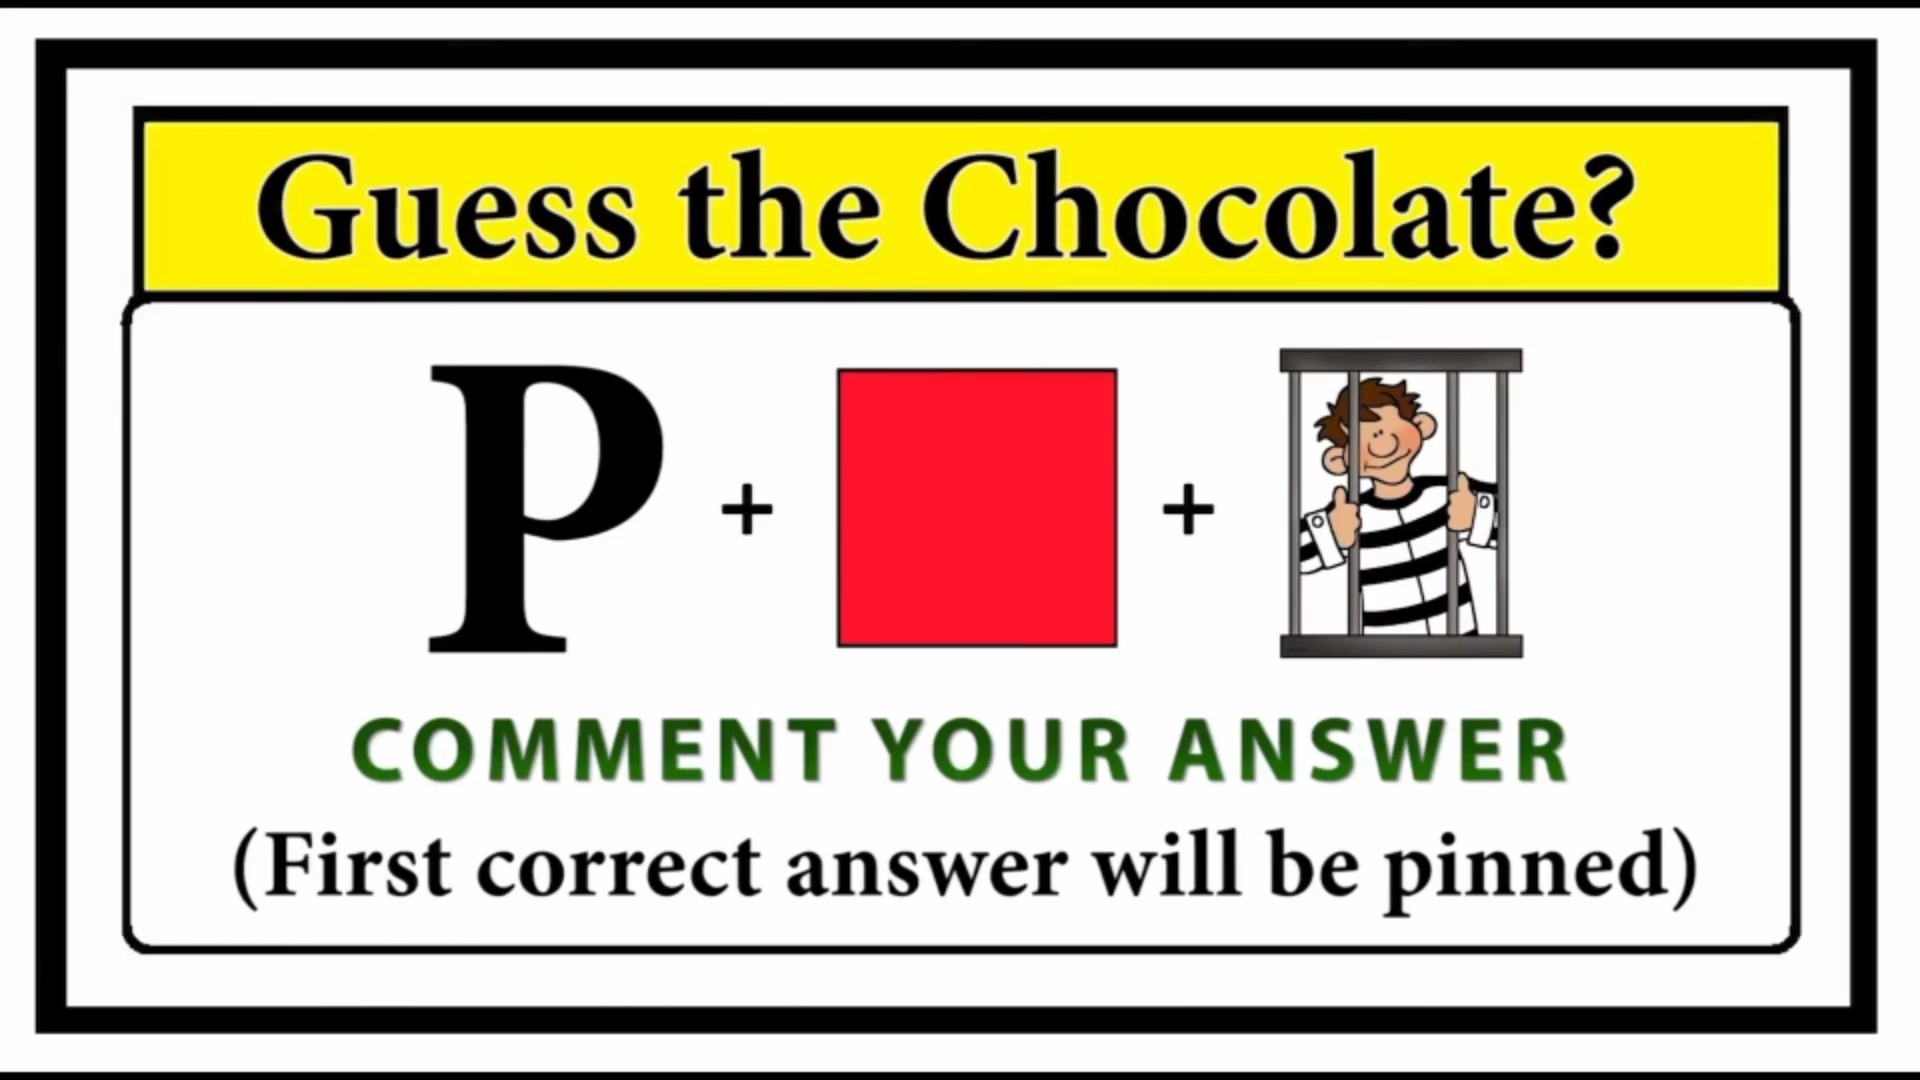 Guess the Chocolate?
P + +
COMMENT YOUR ANSWER
(First correct answer will be pinned)